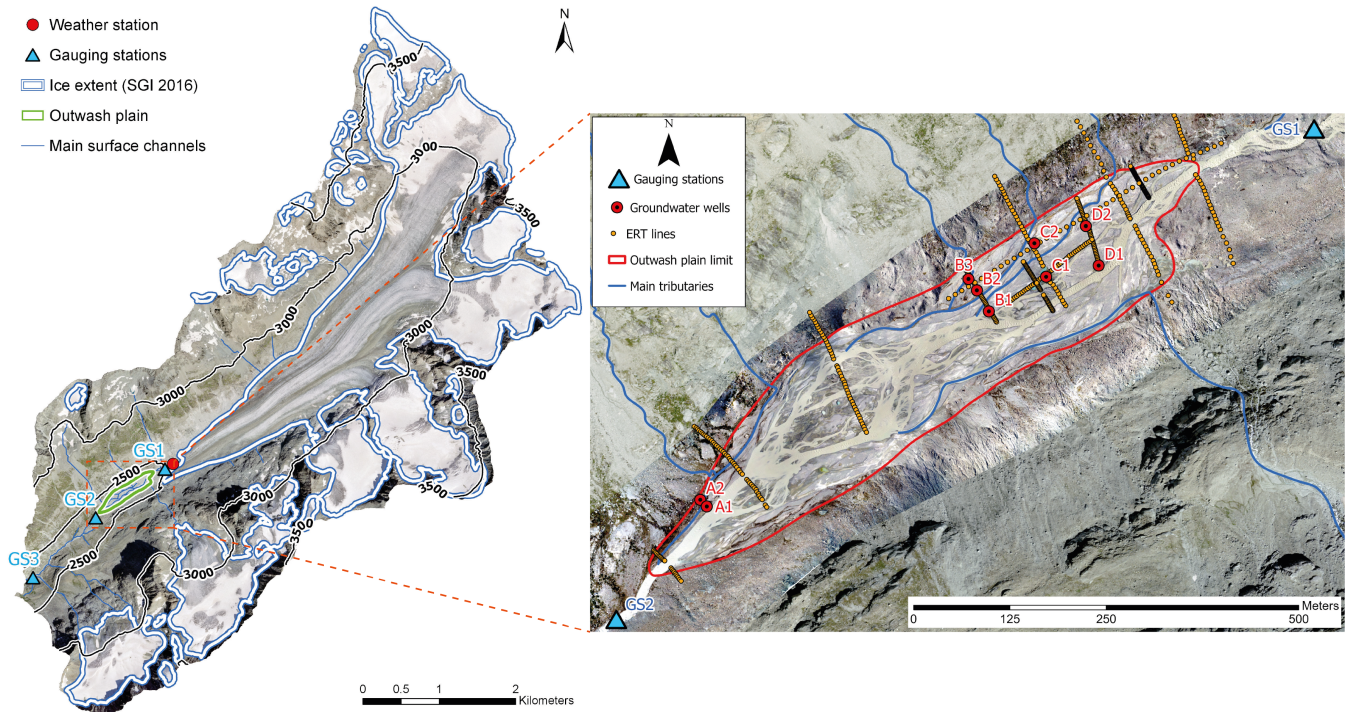 Weather station
Gauging stations
Ice extent (SGI 2016)
Outwash plain
Main surface channels
N
3500
3000
3500
3000
3000
3500
3000
GS1
2500
GS2
3500
3000
3500
GS3
2500
3000
0 0.5 1 2
Kilometers
N
Gauging stations
Groundwater wells
ERT lines
Outwash plain limit
Main tributaries
GS1
D2
C2
D1
B3
C1
B2
B1
A2
A1
GS2
Meters
0 125 250 500